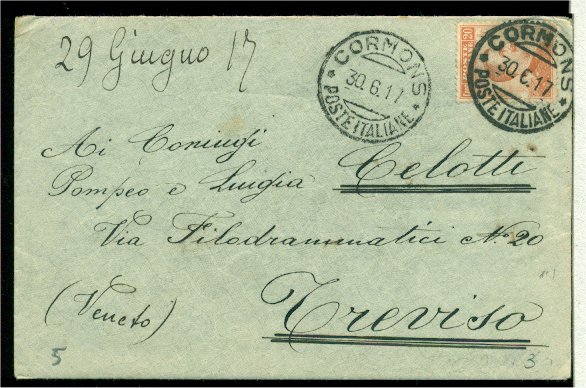 29 Giugno 17
* CORMONS *
30.6.17
POSTE ITALIANE
POSTE 20
* CORMONS *
30.6.17
POSTE ITALIANE
Ai Coniugi
Celotti
Pompeo e Luigia
Via Filodrammatici N. 20
(Veneto)
Treviso
5
3